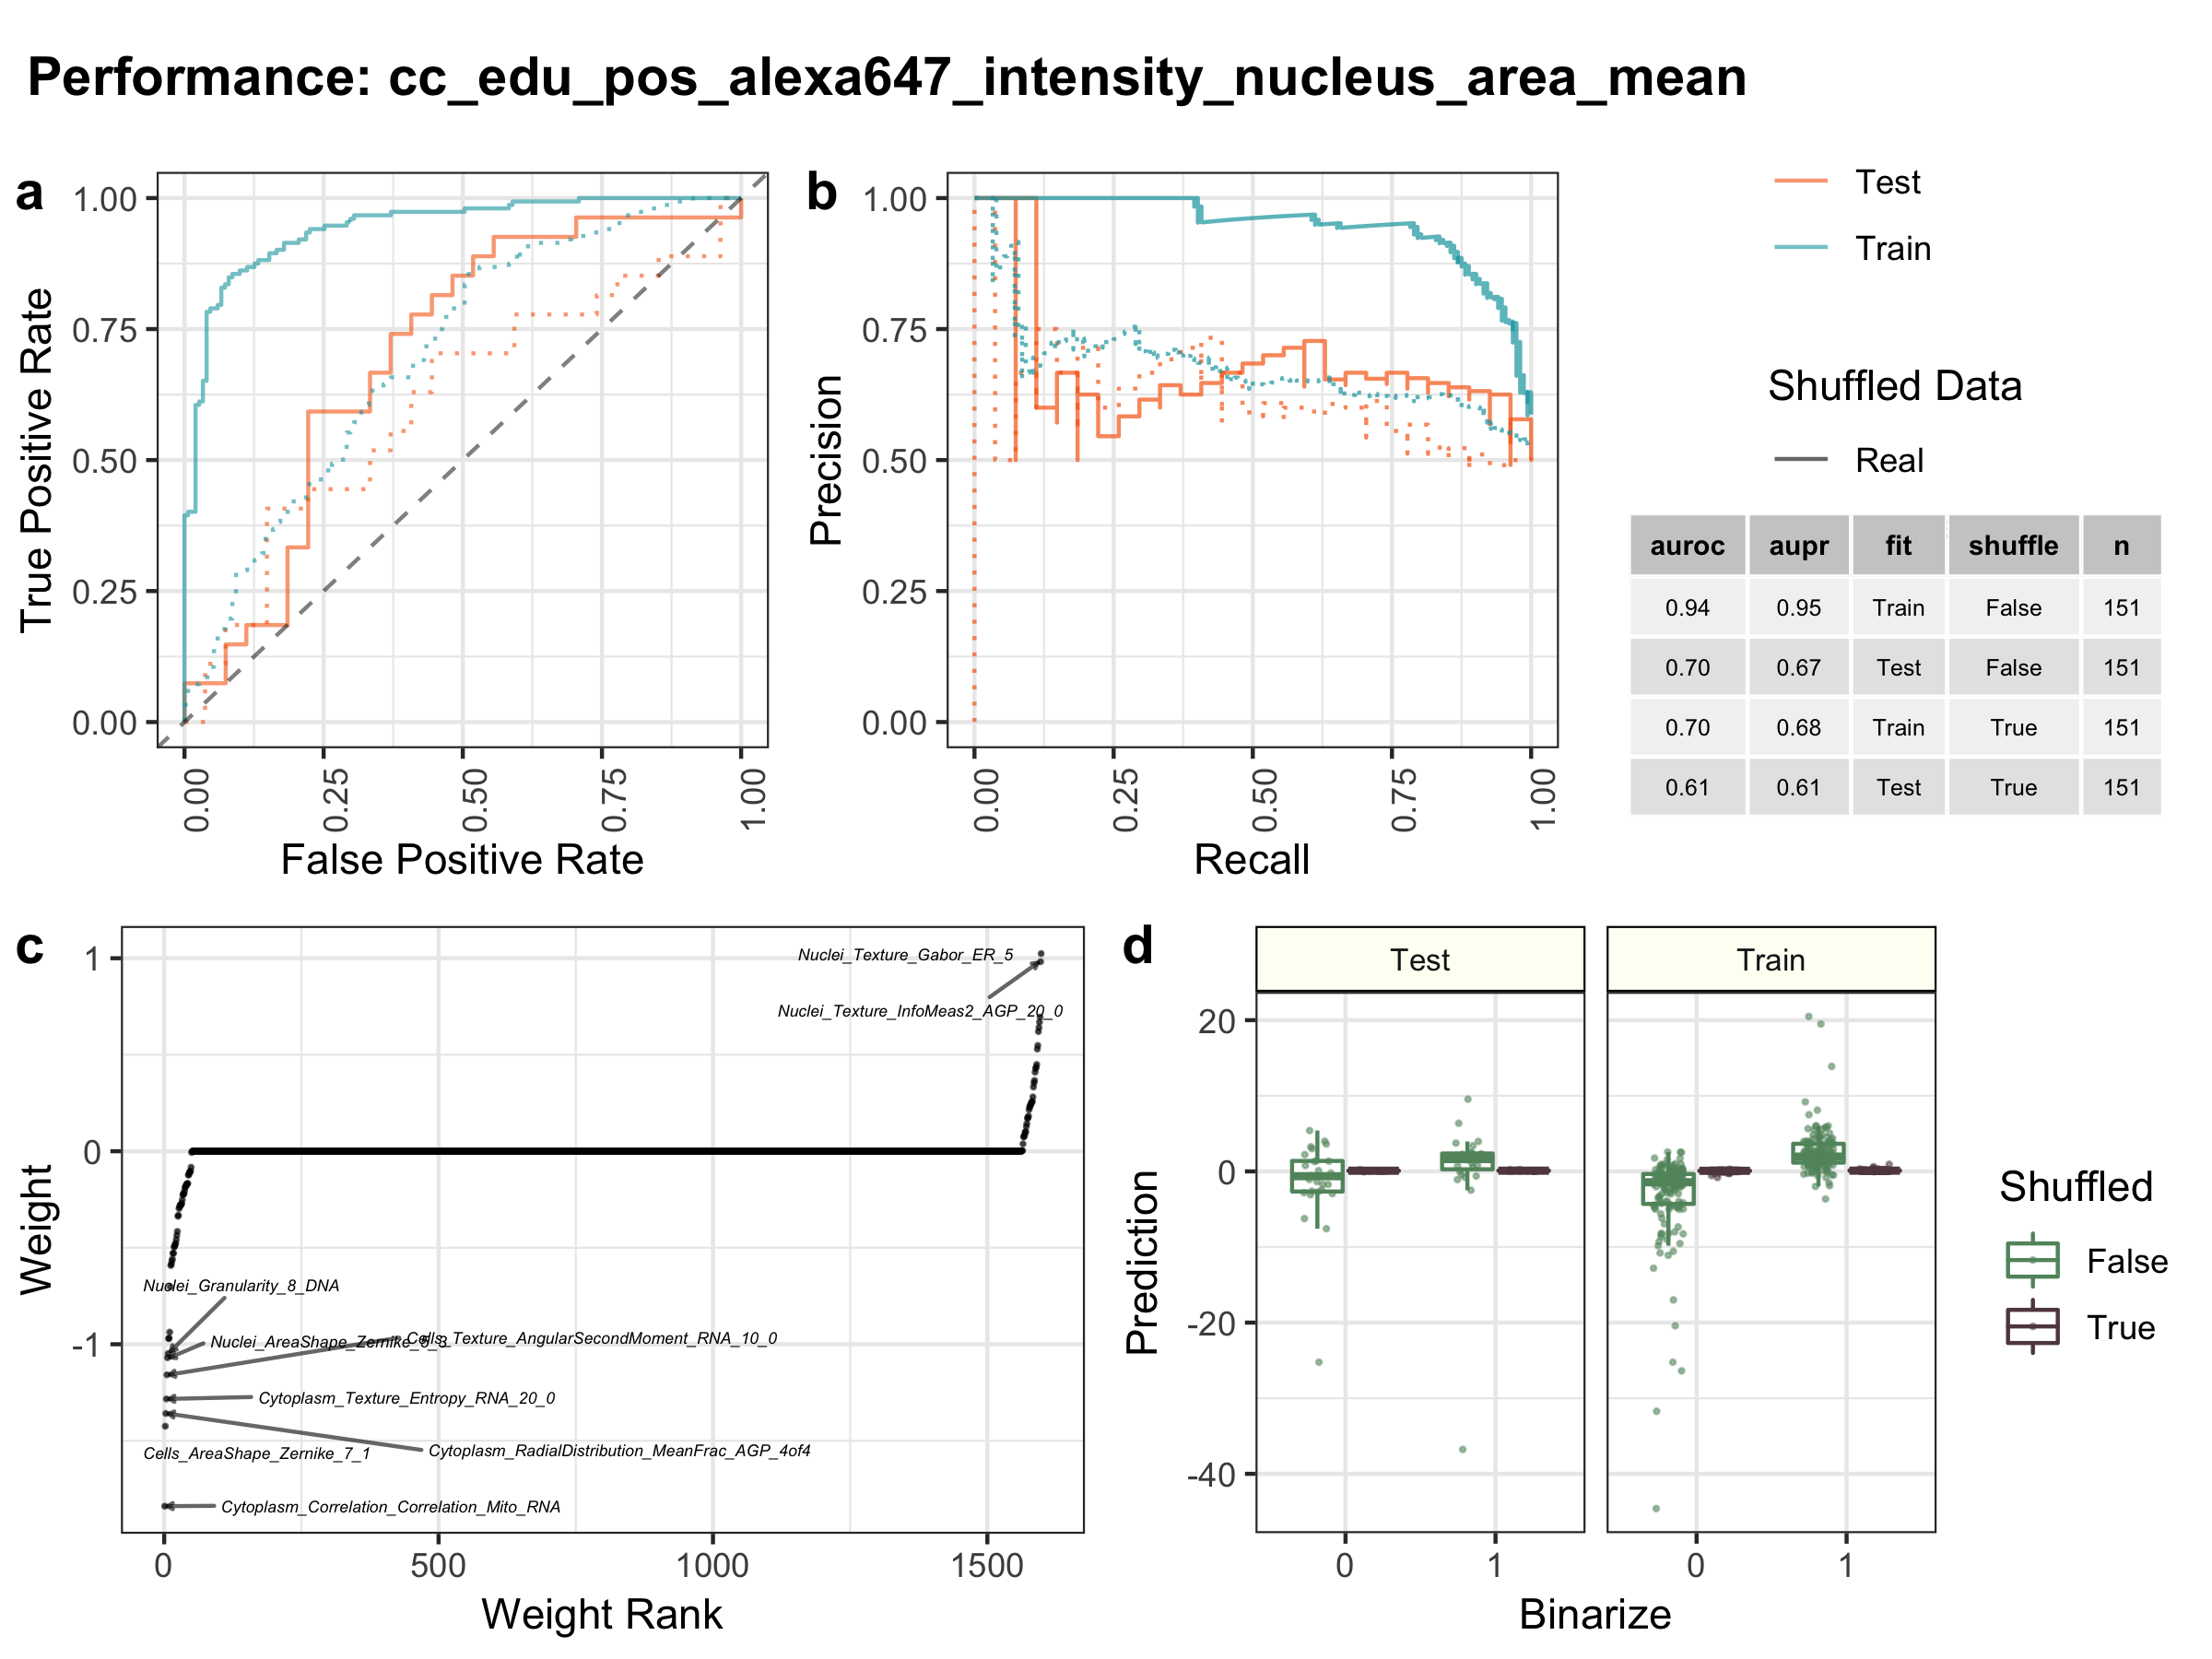 Performance: cc_edu_pos_alexa647_intensity_nucleus_area_mean
a
True Positive Rate
1.00
0.75
0.50
0.25
0.00
0.00
0.25
0.50
0.75
1.00
False Positive Rate
b
Precision
1.00
0.75
0.50
0.25
0.00
0.00
0.25
0.50
0.75
1.00
Recall
Test
Train
Shuffled Data
Real
auroc aupr fit shuffle n
0.94 0.95 Train False 151
0.70 0.67 Test False 151
0.70 0.68 Train True 151
0.61 0.61 Test True 151
c
Weight
1
0
-1
Nuclei_Texture_Gabor_ER_5
Nuclei_Texture_InfoMeas2_AGP_20_0
Nuclei_Granularity_8_DNA
Nuclei_AreaShape_Zernike_8_8
Cells_Texture_AngularSecondMoment_RNA_10_0
Cytoplasm_Texture_Entropy_RNA_20_0
Cytoplasm_RadialDistribution_MeanFrac_AGP_4of4
Cells_AreaShape_Zernike_7_1
Cytoplasm_Correlation_Correlation_Mito_RNA
0
500
1000
1500
Weight Rank
d
Test
Train
Prediction
20
0
-20
-40
0
1
0
1
Binarize
Shuffled
False
True